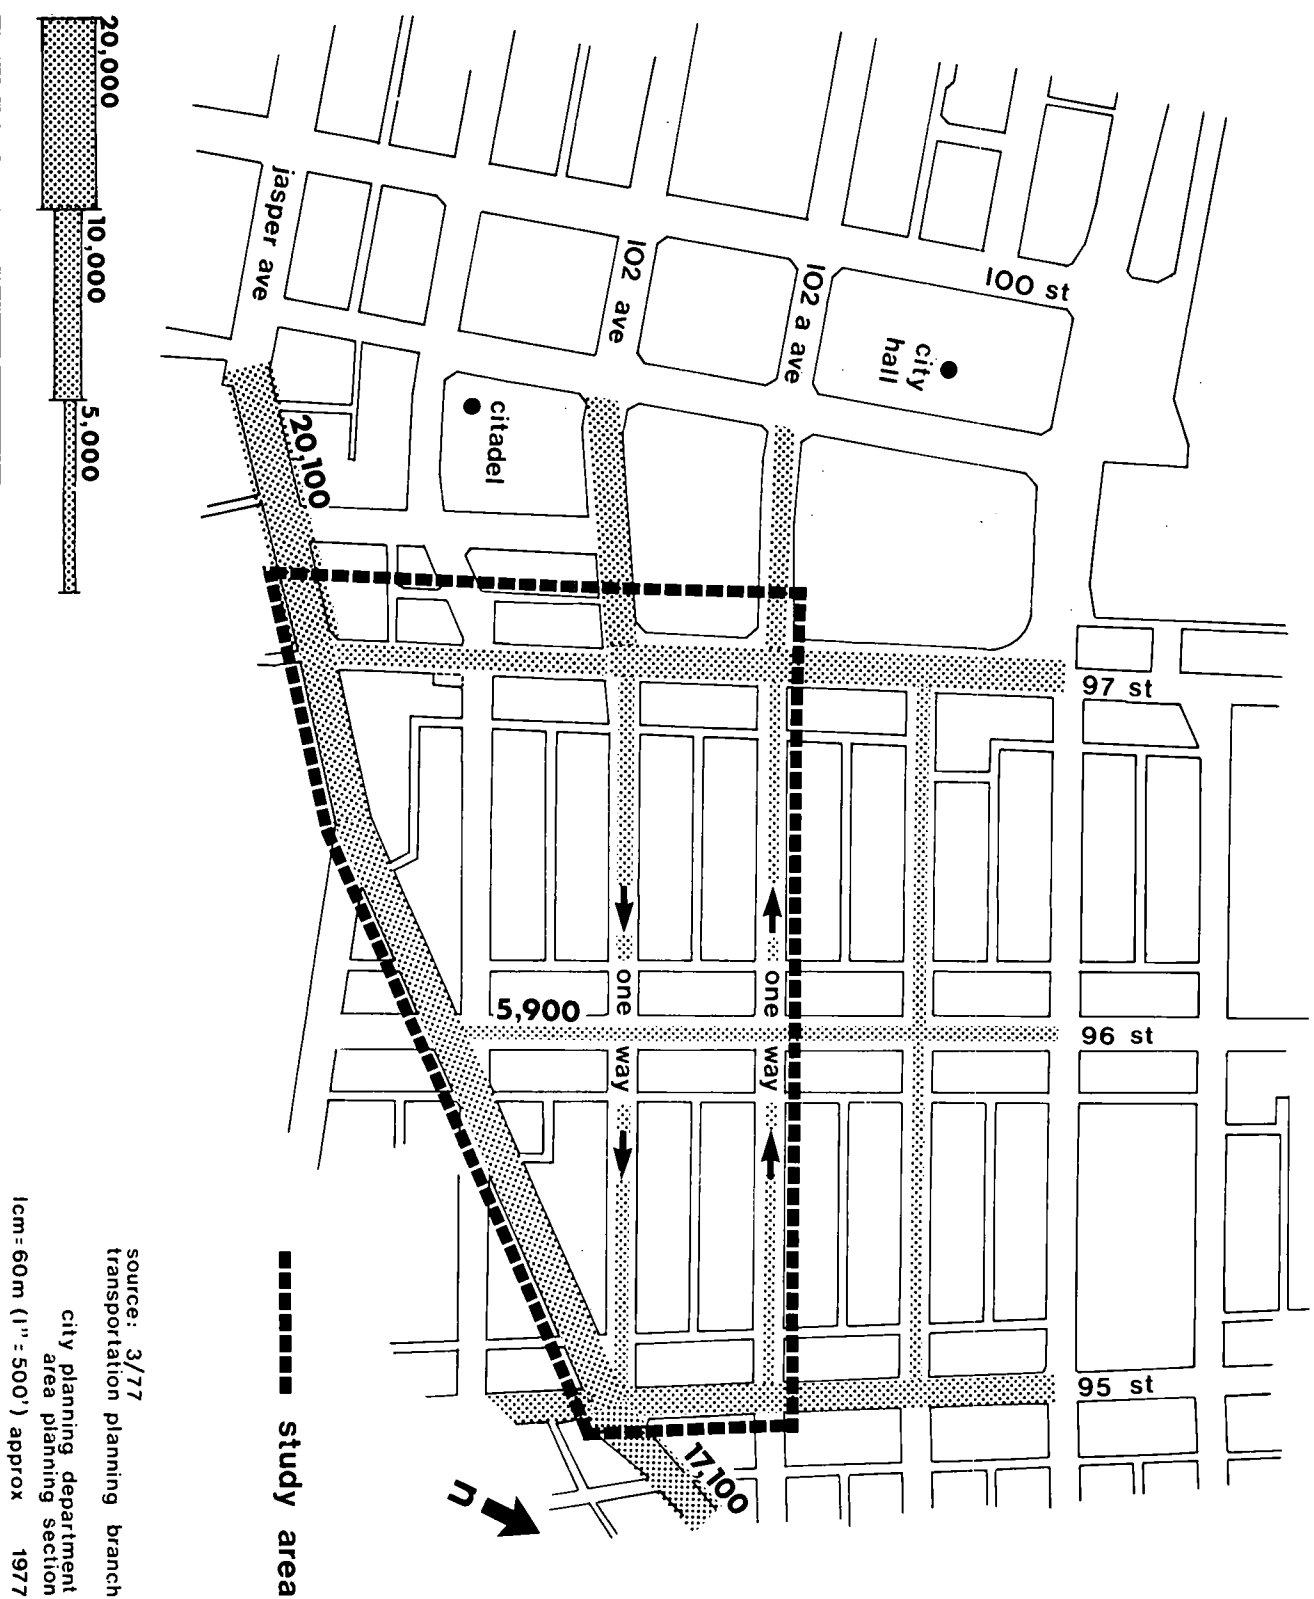 20,000
10,000
5,000
jasper ave
102 ave
102 a ave
100 st
city
hall
citadel
20,100
97 st
one way
one way
5,900
96 st
95 st
17,100
n
study area
source: 3/77
transportation planning branch
city planning department
area planning section
1cm=60m (1"=500') approx 1977